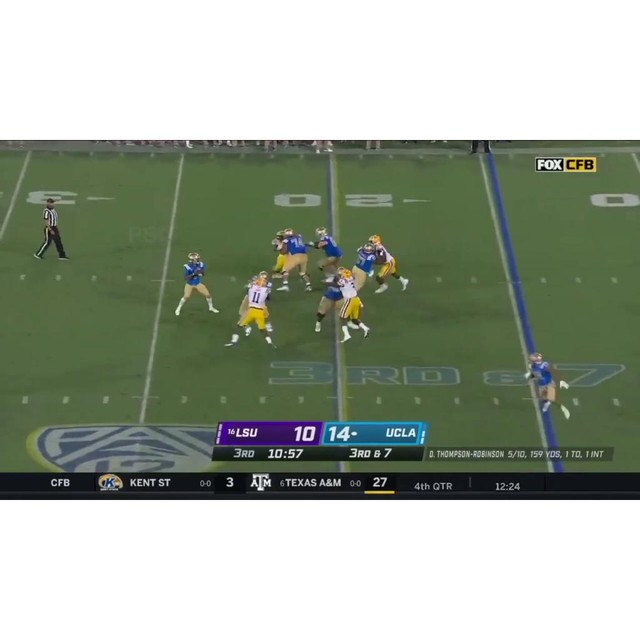 FOX CFB
3
20
3RD & 7
16 LSU 10 14 UCLA
3RD 10:57 3RD & 7
D. THOMPSON-ROBINSON 5/10, 159 YDS, 1 TD, 1 INT
CFB KENT ST 0-0 3 6 TEXAS A&M 0-0 27 4th QTR 12:24